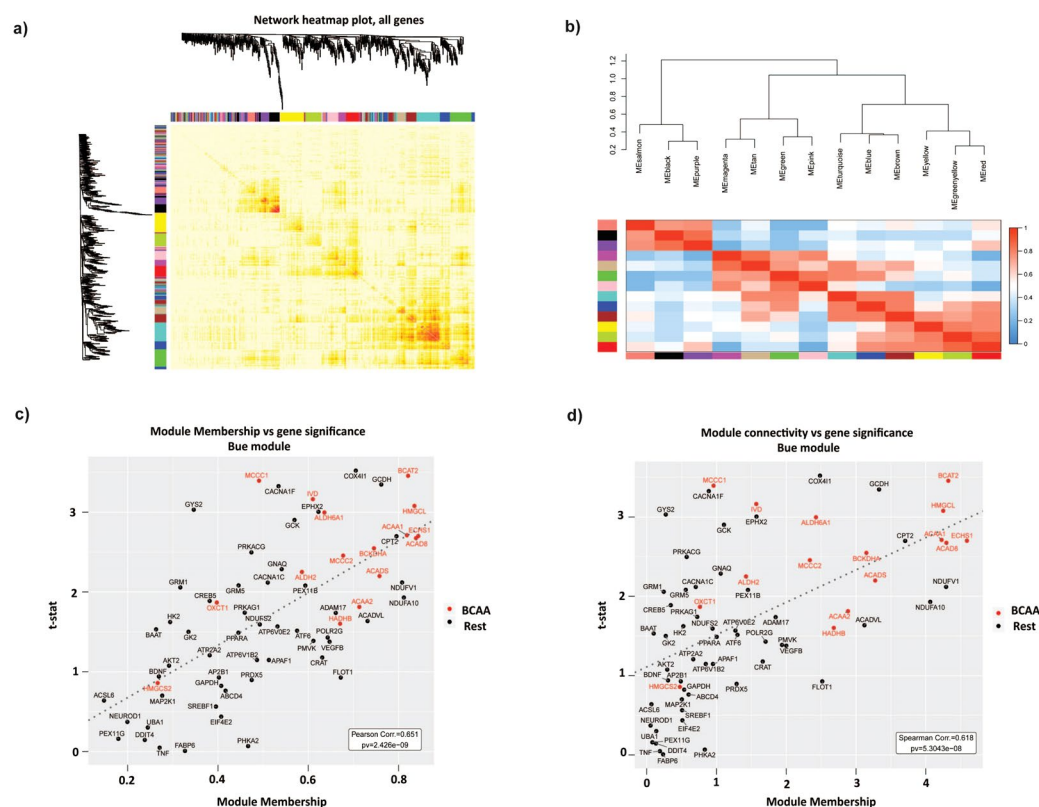 a)
Network heatmap plot, all genes
b)
1.2
1.0
0.8
0.6
0.4
0.2
MEsalmon
MEblack
MEpurple
MEmagenta
MEtan
MEgreen
MEpink
MEturquoise
MEblue
MEbrown
MEyellow
MEgreenyellow
MEred
1
0.8
0.6
0.4
0.2
0
c)
Module Membership vs gene significance
Bue module
t-stat
3
2
1
0
COX4I1
BCAT2
GCDH
MCCC1
CACNA1F
IVD
EPHX2
ALDH6A1
HMGCL
GYS2
GCK
ACAA1
ECHS1
CPT2
ACAD8
PRKACG
BCKDHA
MCCC2
GNAQ
ALDH2
ACADS
CACNA1C
GRM1
GRM5
PEX11B
NDUFV1
CREB5
NDUFA10
OXCT1
ACAA2
PRKAG1
ADAM17
HK2
NDUFS2
HADHB
ACADVL
BAAT
GK2
PPARA
ATP6V0E2
ATF6
POLR2G
PMVK
VEGFB
ATR2A2
ATP6V1B2
APAF1
CRAT
AKT2
BDNF
AP2B1
PRDX5
FLOT1
HMGCS2
GAPDH
ACSL6
MAP2K1
ABCD4
SREBF1
NEUROD1
EIF4E2
UBA1
PEX11G
DDIT4
TNF
FABP6
PHKA2
Pearson Corr.=0.651
pv=2.426e−09
0.2
0.4
0.6
0.8
Module Membership
BCAA
Rest
d)
Module connectivity vs gene significance
Bue module
t-stat
3
2
1
0
COX4I1
BCAT2
GCDH
MCCC1
CACNA1F
IVD
EPHX2
ALDH6A1
HMGCL
GYS2
GCK
ACAA1
ECHS1
CPT2
ACAD8
PRKACG
BCKDHA
MCCC2
GNAQ
ALDH2
ACADS
GRM1
CACNA1C
GRM5
PEX11B
NDUFV1
NDUFA10
OXCT1
CREB5
PRKAG1
ACAA2
ADAM17
ACADVL
HADHB
BAAT
HK2
NDUFS2
ATP6V0E2
GK2
PPARA
ATF6
POLR2G
PMVK
VEGFB
ATP2A2
APAF1
ATP6V1B2
CRAT
AKT2
BDNF
AP2B1
PRDX5
FLOT1
HMGCS2
GAPDH
ABCD4
MAP2K1
ACSL6
SREBF1
NEUROD1
EIF4E2
UBA1
PEX11G
DDIT4
TNF
FABP6
PHKA2
Spearman Corr.=0.618
pv=5.3043e−08
0
1
2
3
4
Module Membership
BCAA
Rest